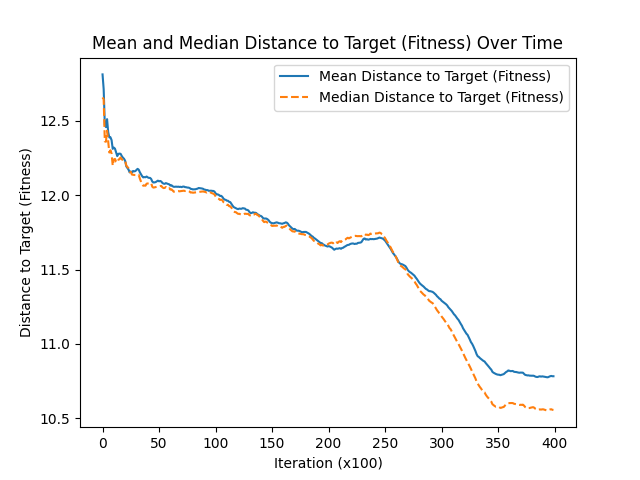 Mean and Median Distance to Target (Fitness) Over Time
Mean Distance to Target (Fitness)
Median Distance to Target (Fitness)
Distance to Target (Fitness)
12.5
12.0
11.5
11.0
10.5
0 50 100 150 200 250 300 350 400
Iteration (x100)